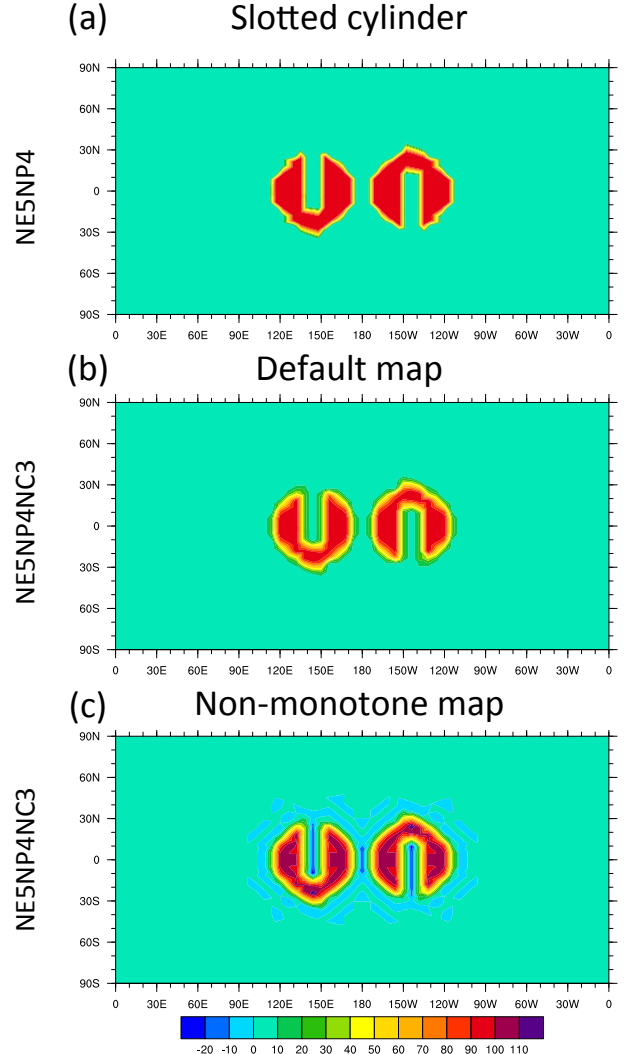 (a) Slotted cylinder
NE5NP4
90N
60N
30N
0
30S
60S
90S
0 30E 60E 90E 120E 150E 180 150W 120W 90W 60W 30W 0
(b) Default map
NE5NP4NC3
90N
60N
30N
0
30S
60S
90S
0 30E 60E 90E 120E 150E 180 150W 120W 90W 60W 30W 0
(c) Non-monotone map
NE5NP4NC3
90N
60N
30N
0
30S
60S
90S
0 30E 60E 90E 120E 150E 180 150W 120W 90W 60W 30W 0
-20 -10 0 10 20 30 40 50 60 70 80 90 100 110